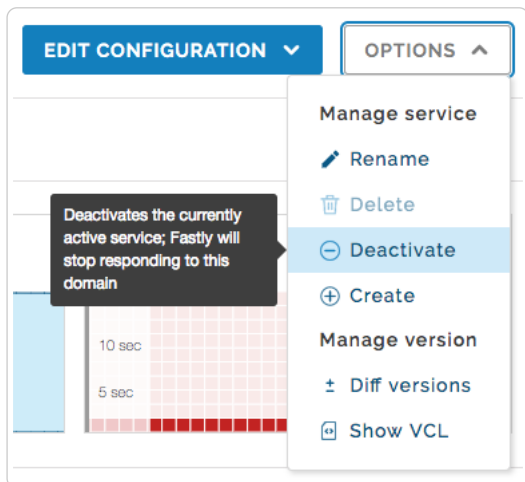 EDIT CONFIGURATION
OPTIONS
Manage service
Rename
Delete
Deactivates the currently
active service; Fastly will
stop responding to this
domain
Deactivate
Create
Manage version
Diff versions
Show VCL
10 sec
5 sec